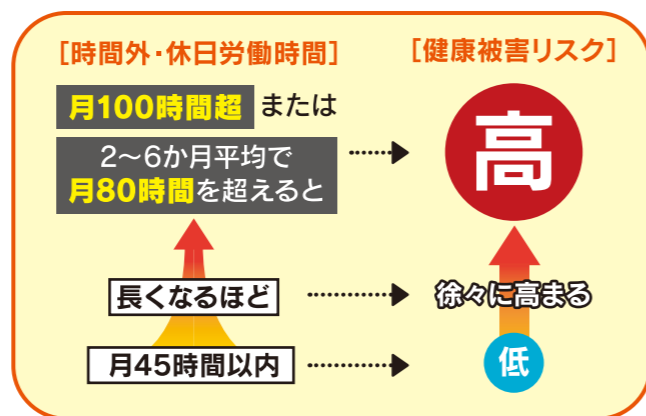 [時間外・休日労働時間]
[健康被害リスク]
月100時間超 または
2〜6か月平均で
月80時間を超えると
高
長くなるほど
徐々に高まる
月45時間以内
低